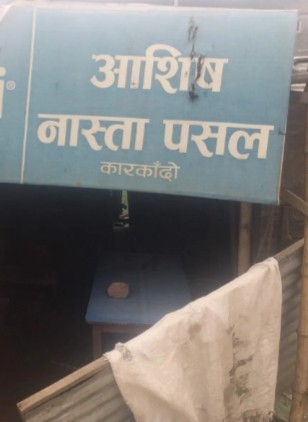 आशिष
नास्ता पसल
कारकाँदो